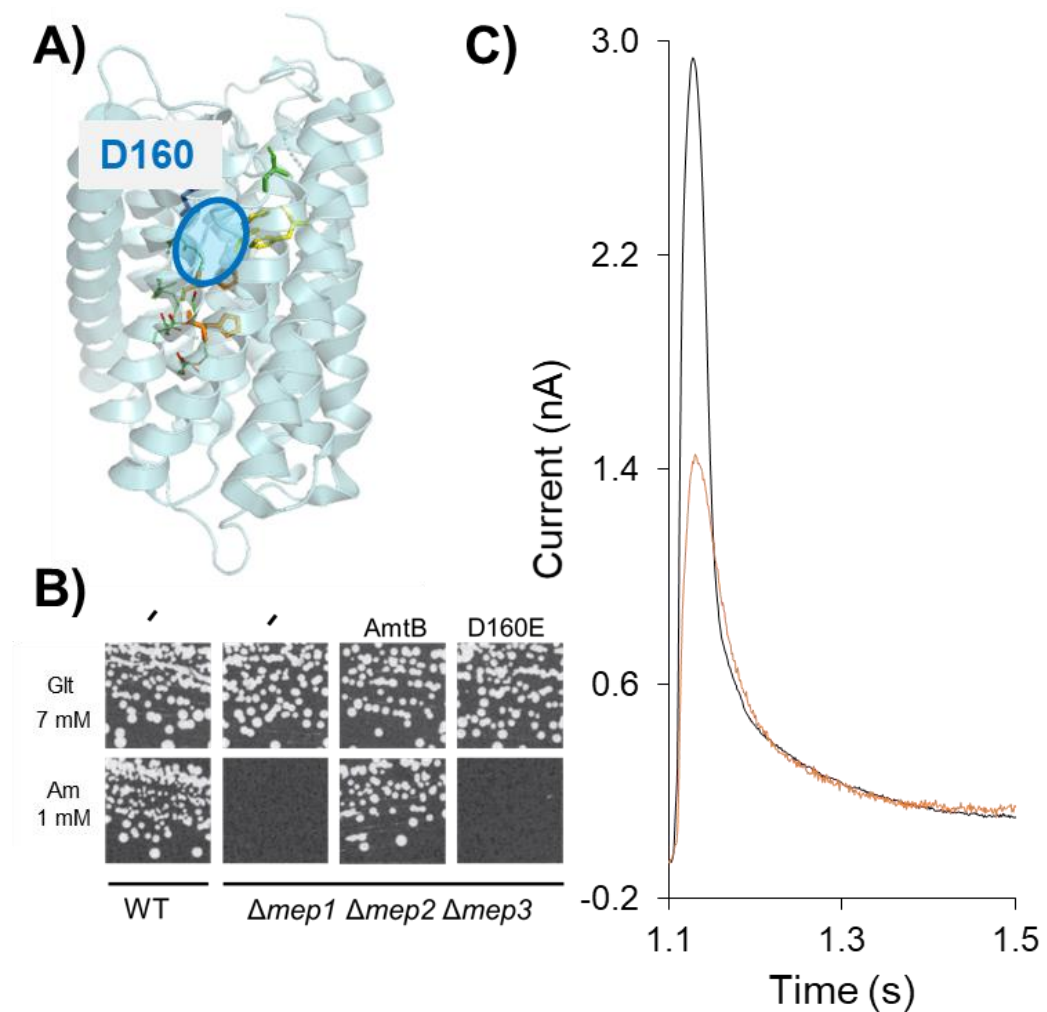 A)
D160
B)
- -
AmtB D160E
Glt
7 mM
Am
1 mM
WT
Δmep1 Δmep2 Δmep3
C)
3.0
2.2
1.4
0.6
-0.2
Current (nA)
1.1 1.3 1.5
Time (s)